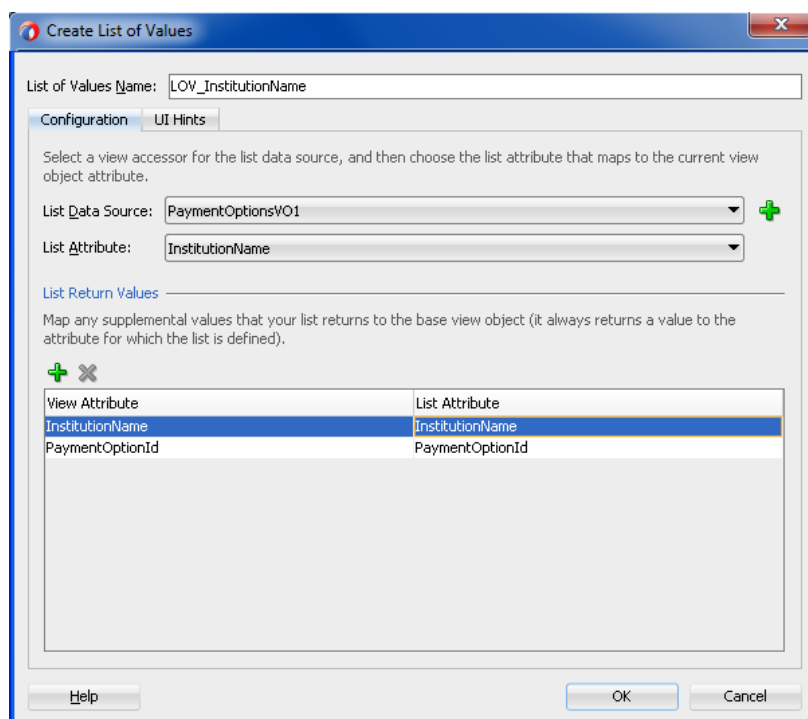 Create List of Values
List of Values Name: LOV_InstitutionName
Configuration UI Hints
Select a view accessor for the list data source, and then choose the list attribute that maps to the current view
object attribute.
List Data Source: PaymentOptionsVO1
List Attribute: InstitutionName
List Return Values
Map any supplemental values that your list returns to the base view object (it always returns a value to the
attribute for which the list is defined).
View Attribute List Attribute
InstitutionName InstitutionName
PaymentOptionId PaymentOptionId
Help OK Cancel